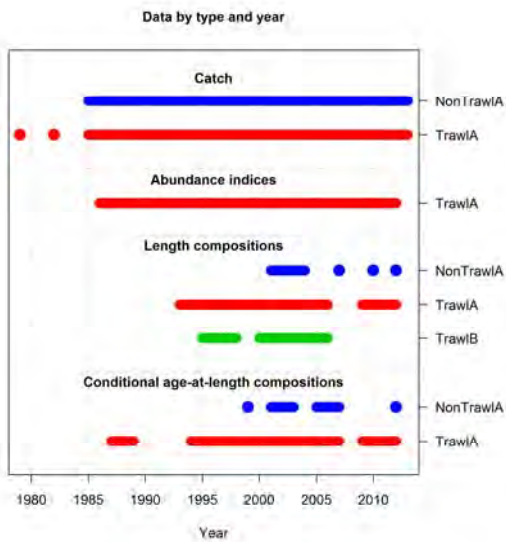 Data by type and year
Catch
NonTrawlA
TrawlA
Abundance indices
TrawlA
Length compositions
NonTrawlA
TrawlA
TrawlB
Conditional age-at-length compositions
NonTrawlA
TrawlA
1980 1985 1990 1995 2000 2005 2010
Year